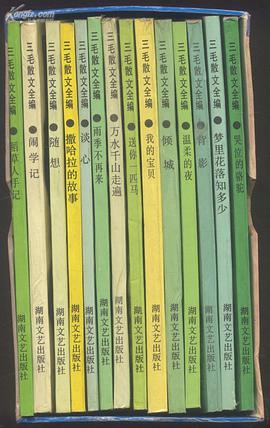 三毛散文全编●稻草人手记 湖南文艺出版社
三毛散文全编●闹学记 湖南文艺出版社
三毛散文全编●随想 湖南文艺出版社
三毛散文全编●撒哈拉的故事 湖南文艺出版社
三毛散文全编●谈心 湖南文艺出版社
三毛散文全编●雨季不再来 湖南文艺出版社
三毛散文全编●万水千山走遍 湖南文艺出版社
三毛散文全编●送你一匹马 湖南文艺出版社
三毛散文全编●我的宝贝 湖南文艺出版社
三毛散文全编●倾城 湖南文艺出版社
三毛散文全编●温柔的夜 湖南文艺出版社
三毛散文全编●背影 湖南文艺出版社
三毛散文全编●梦里花落知多少 湖南文艺出版社
三毛散文全编●哭泣的骆驼 湖南文艺出版社